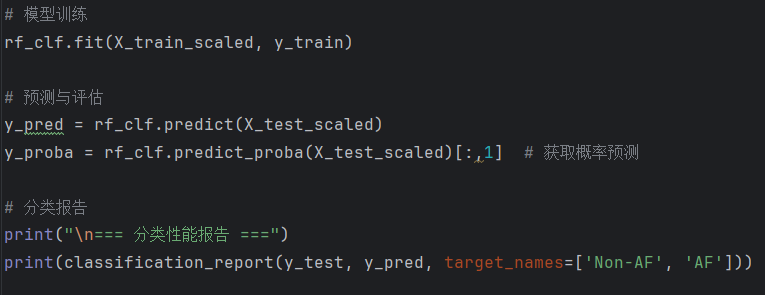 # 模型训练
rf_clf.fit(X_train_scaled, y_train)
# 预测与评估
y_pred = rf_clf.predict(X_test_scaled)
y_proba = rf_clf.predict_proba(X_test_scaled)[:,1]  # 获取概率预测
# 分类报告
print("\n=== 分类性能报告 ===")
print(classification_report(y_test, y_pred, target_names=['Non-AF', 'AF']))